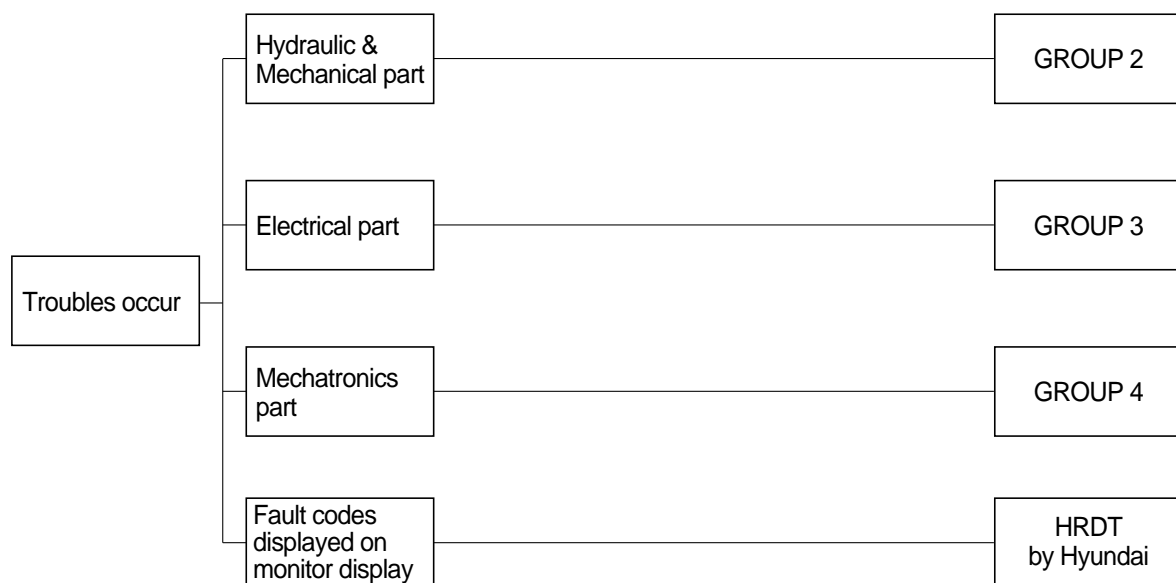 Hydraulic &
Mechanical part
GROUP 2
Electrical part
GROUP 3
Troubles occur
Mechatronics
part
GROUP 4
Fault codes
displayed on
monitor display
HRDT
by Hyundai